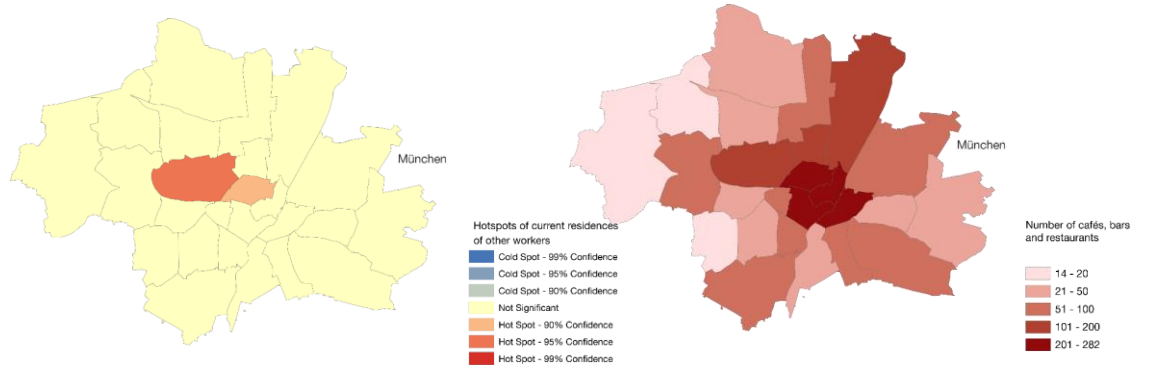 München
Hotspots of current residences
of other workers
Cold Spot - 99% Confidence
Cold Spot - 95% Confidence
Cold Spot - 90% Confidence
Not Significant
Hot Spot - 90% Confidence
Hot Spot - 95% Confidence
Hot Spot - 99% Confidence
München
Number of cafés, bars
and restaurants
14 - 20
21 - 50
51 - 100
101 - 200
201 - 282